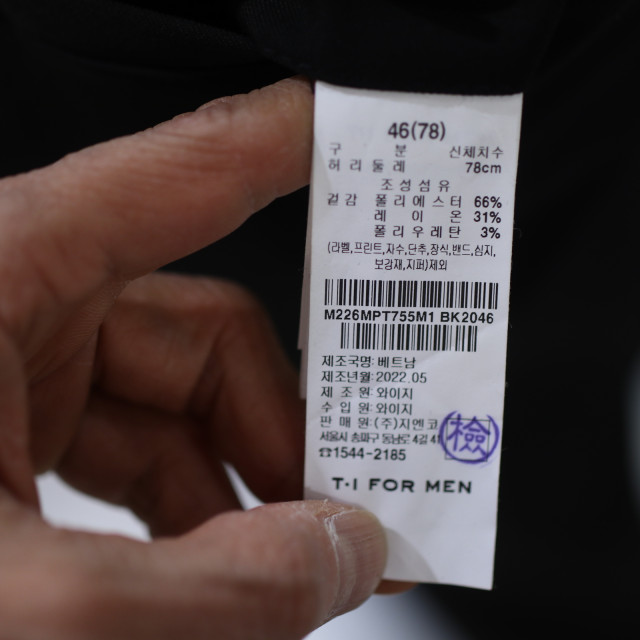 46(78)
구 분 신체치수
허 리 둘 레 78cm
조성섬유
겉감 폴리에스터 66%
레 이 온 31%
폴리우레탄 3%
(라벨,프린트,자수,단추,장식,밴드,심지,
보강재,지퍼)제외
M226MPT755M1 BK2046
제조국명: 베트남
제조년월: 2022.05
제 조 원: 와이지
수 입 원: 와이지
판 매 원: (주)지엔코
서울시 송파구 동남로 4길 41
檢
☎1544-2185
T·I FOR MEN